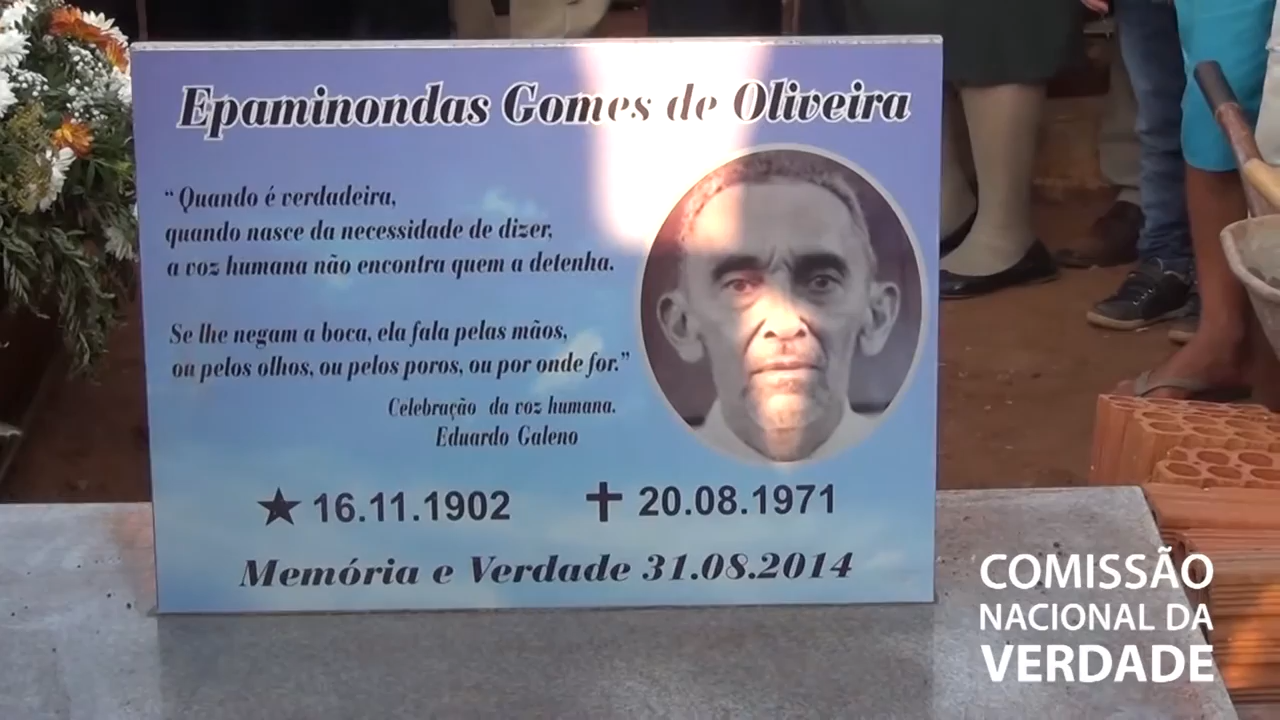 Epaminondas Gomes de Oliveira
“Quando é verdadeira,
quando nasce da necessidade de dizer,
a voz humana não encontra quem a detenha.
Se lhe negam a boca, ela fala pelas mãos,
ou pelos olhos, ou pelos poros, ou por onde for.”
Celebração da voz humana.
Eduardo Galeno
★ 16.11.1902 ✝ 20.08.1971
Memória e Verdade 31.08.2014
COMISSÃO
NACIONAL DA
VERDADE